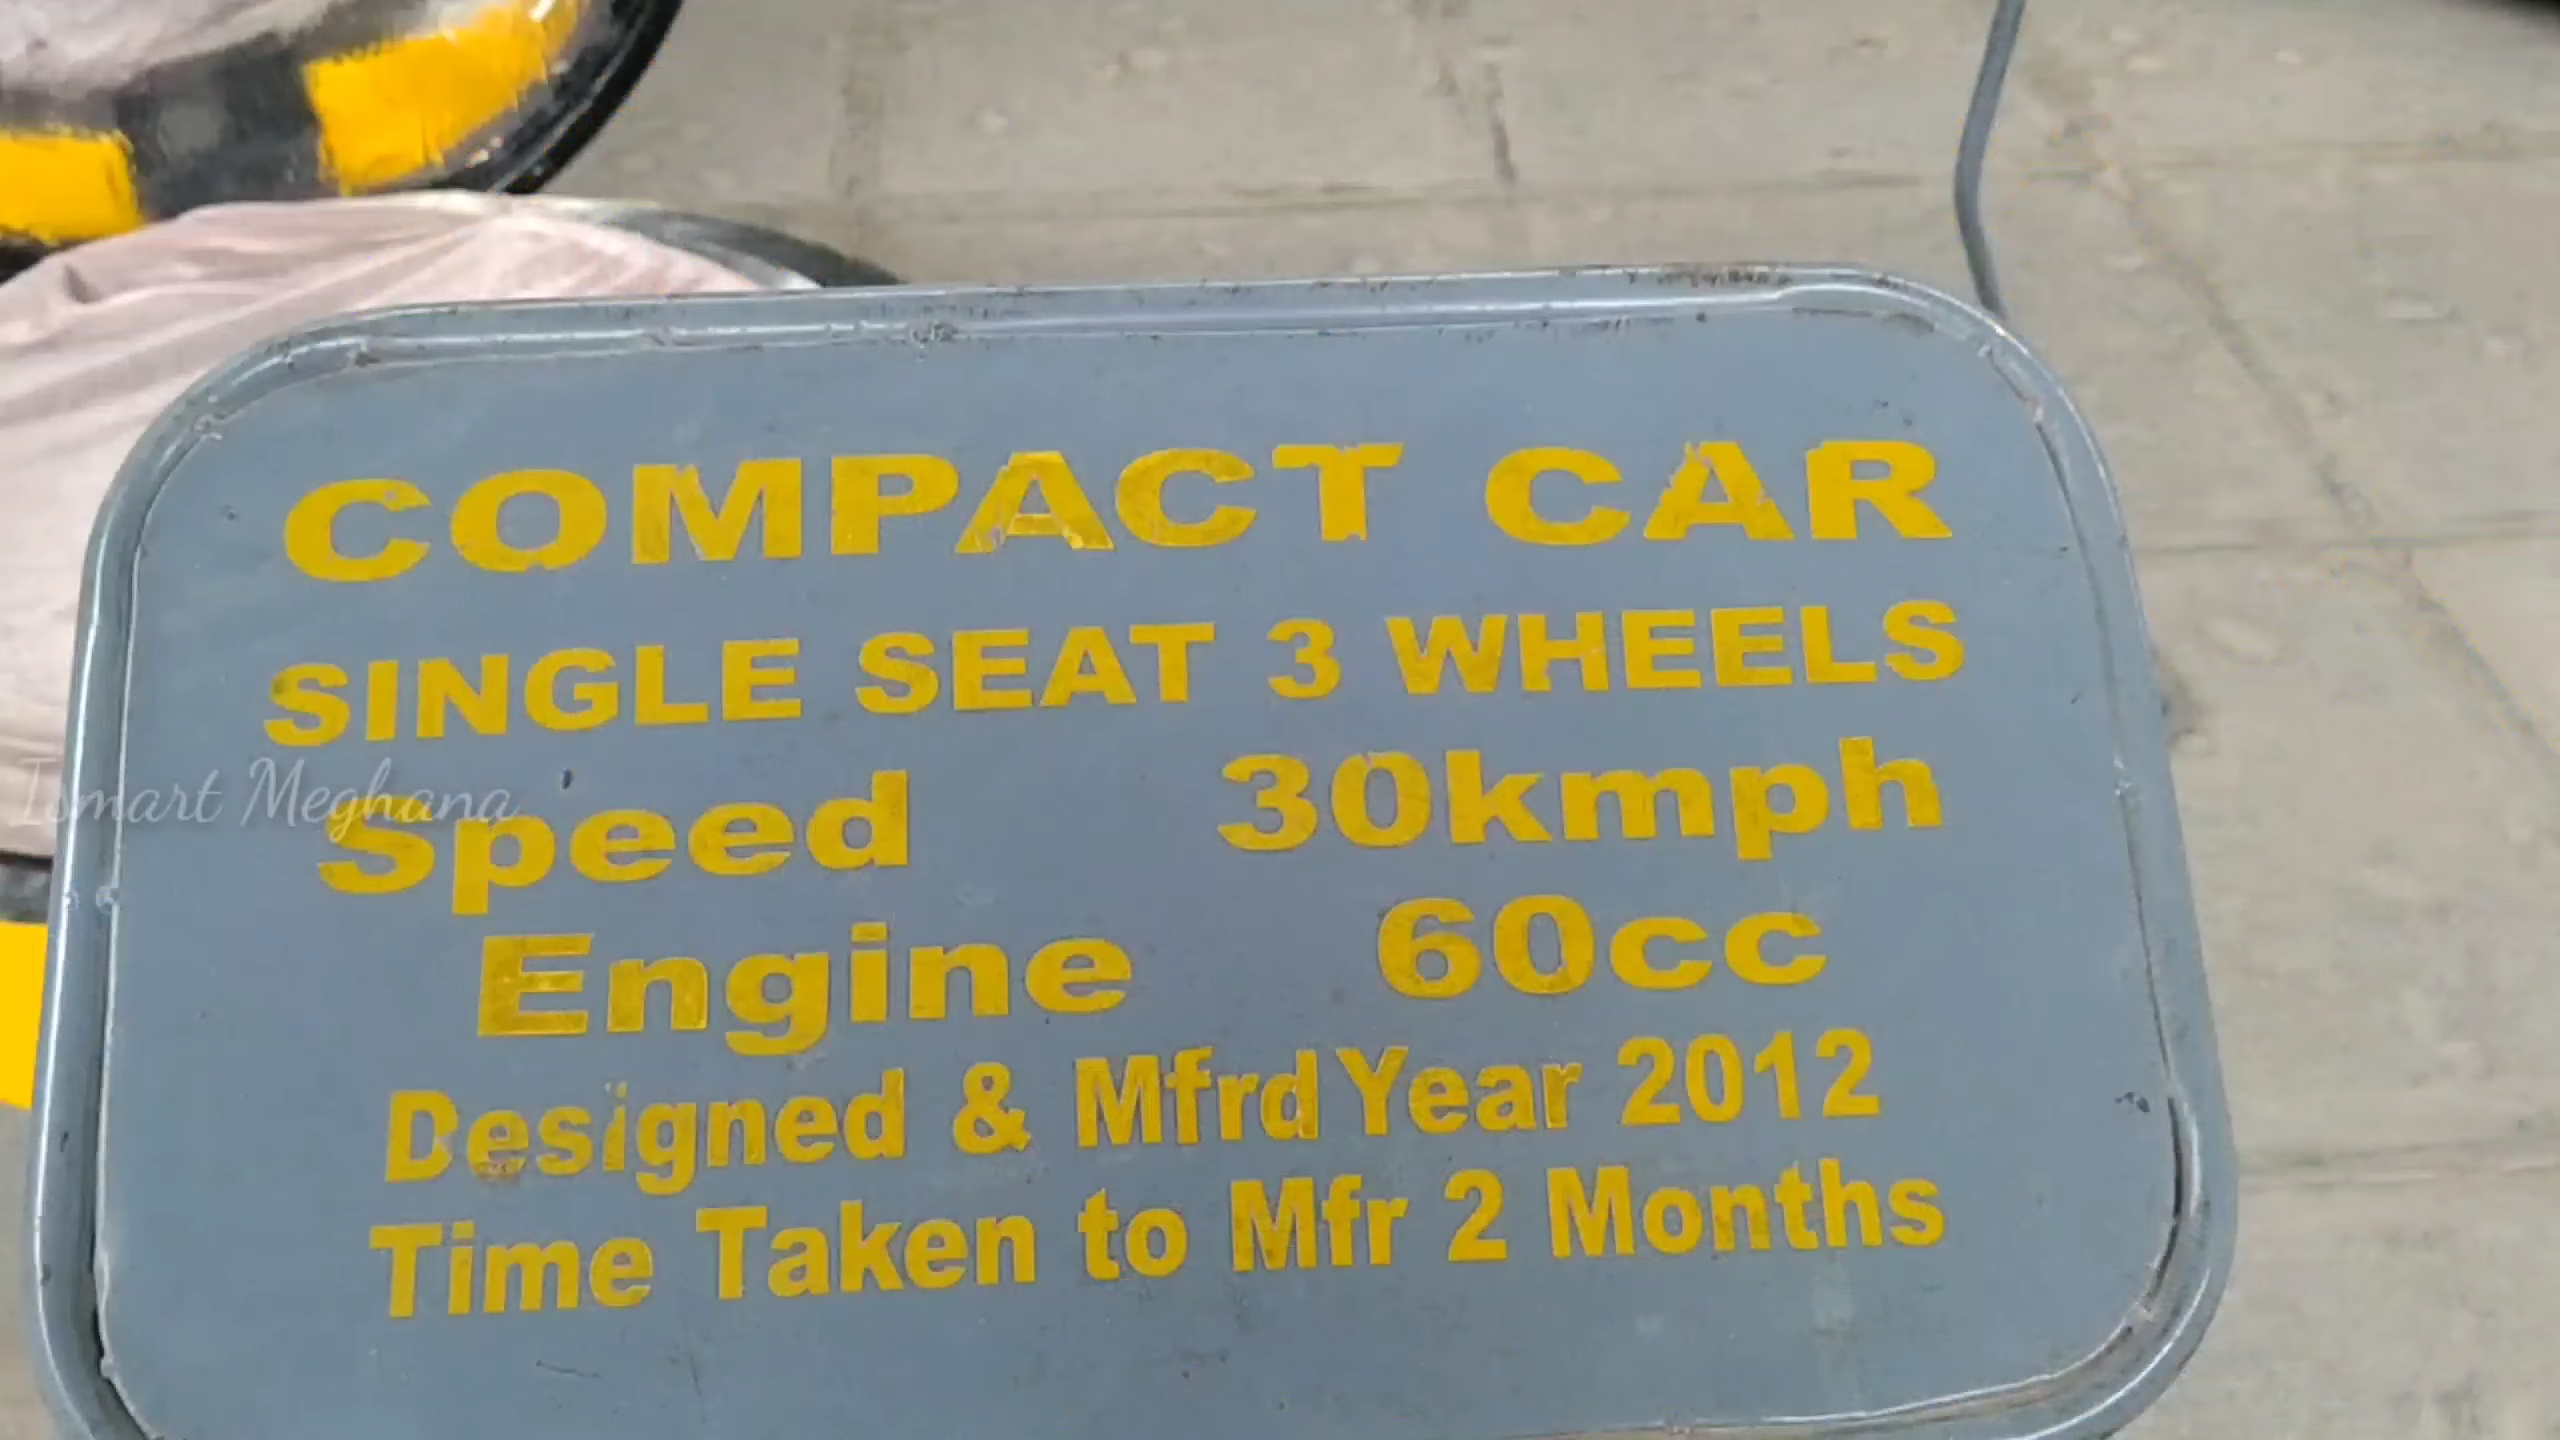 COMPACT CAR
SINGLE SEAT 3 WHEELS
Ismart Meghana
Speed 30kmph
Engine 60cc
Designed & Mfrd Year 2012
Time Taken to Mfr 2 Months